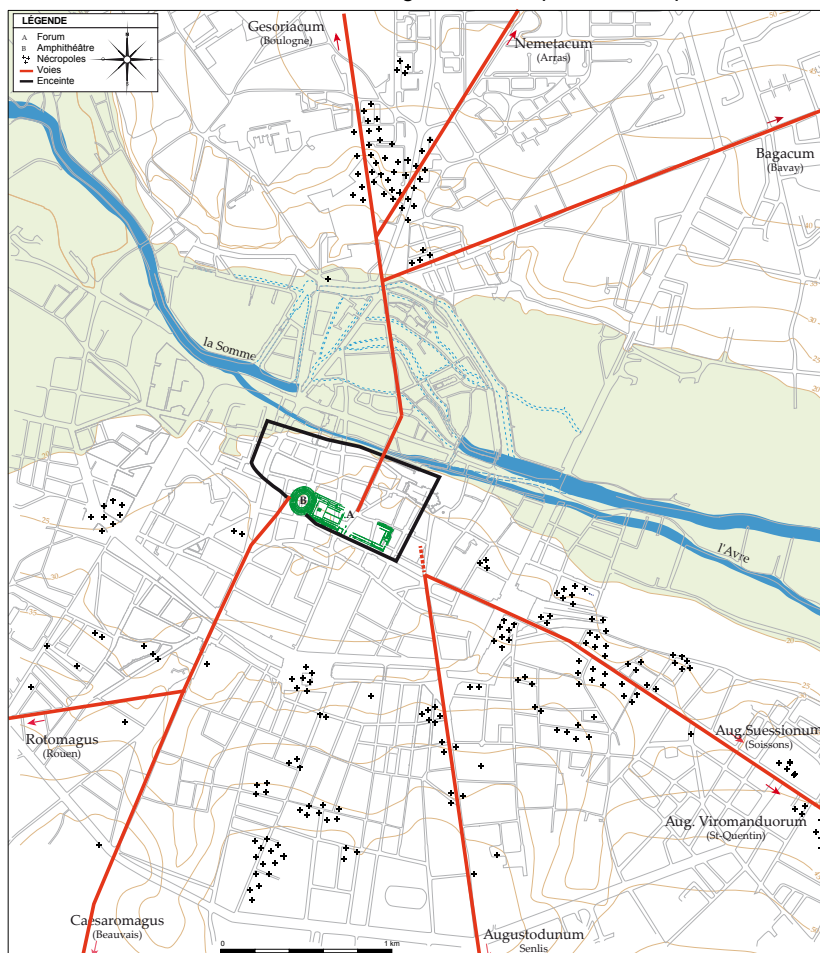 LÉGENDE
A Forum
B Amphithéâtre
Nécropoles
Voies
Enceinte
N
O E
S
Gesoriacum
(Boulogne)
Nemetacum
(Arras)
Bagacum
(Bavay)
la Somme
B
A
l'Avre
Rotomagus
(Rouen)
Aug.Suessionum
(Soissons)
Aug. Viromanduorum
(St-Quentin)
Caesaromagus
(Beauvais)
Augustodunum
Senlis
0 1 km